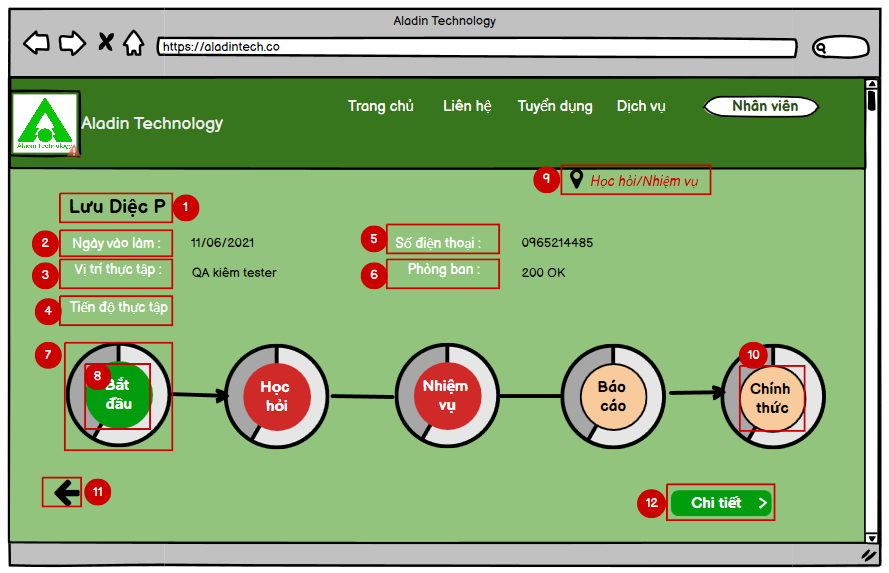 Aladin Technology
https://aladintech.co
Trang chủ Liên hệ Tuyển dụng Dịch vụ Nhân viên
Aladin Technology
Aladin Technology
9 Học hỏi/Nhiệm vụ
Lưu Diệc P 1
2 Ngày vào làm : 11/06/2021 5 Số điện thoại : 0965214485
3 Vị trí thực tập : QA kiêm tester 6 Phòng ban : 200 OK
4 Tiến độ thực tập
7 8 10
Bắt đầu
Học hỏi
Nhiệm vụ
Báo cáo
Chính thức
11 12 Chi tiết >